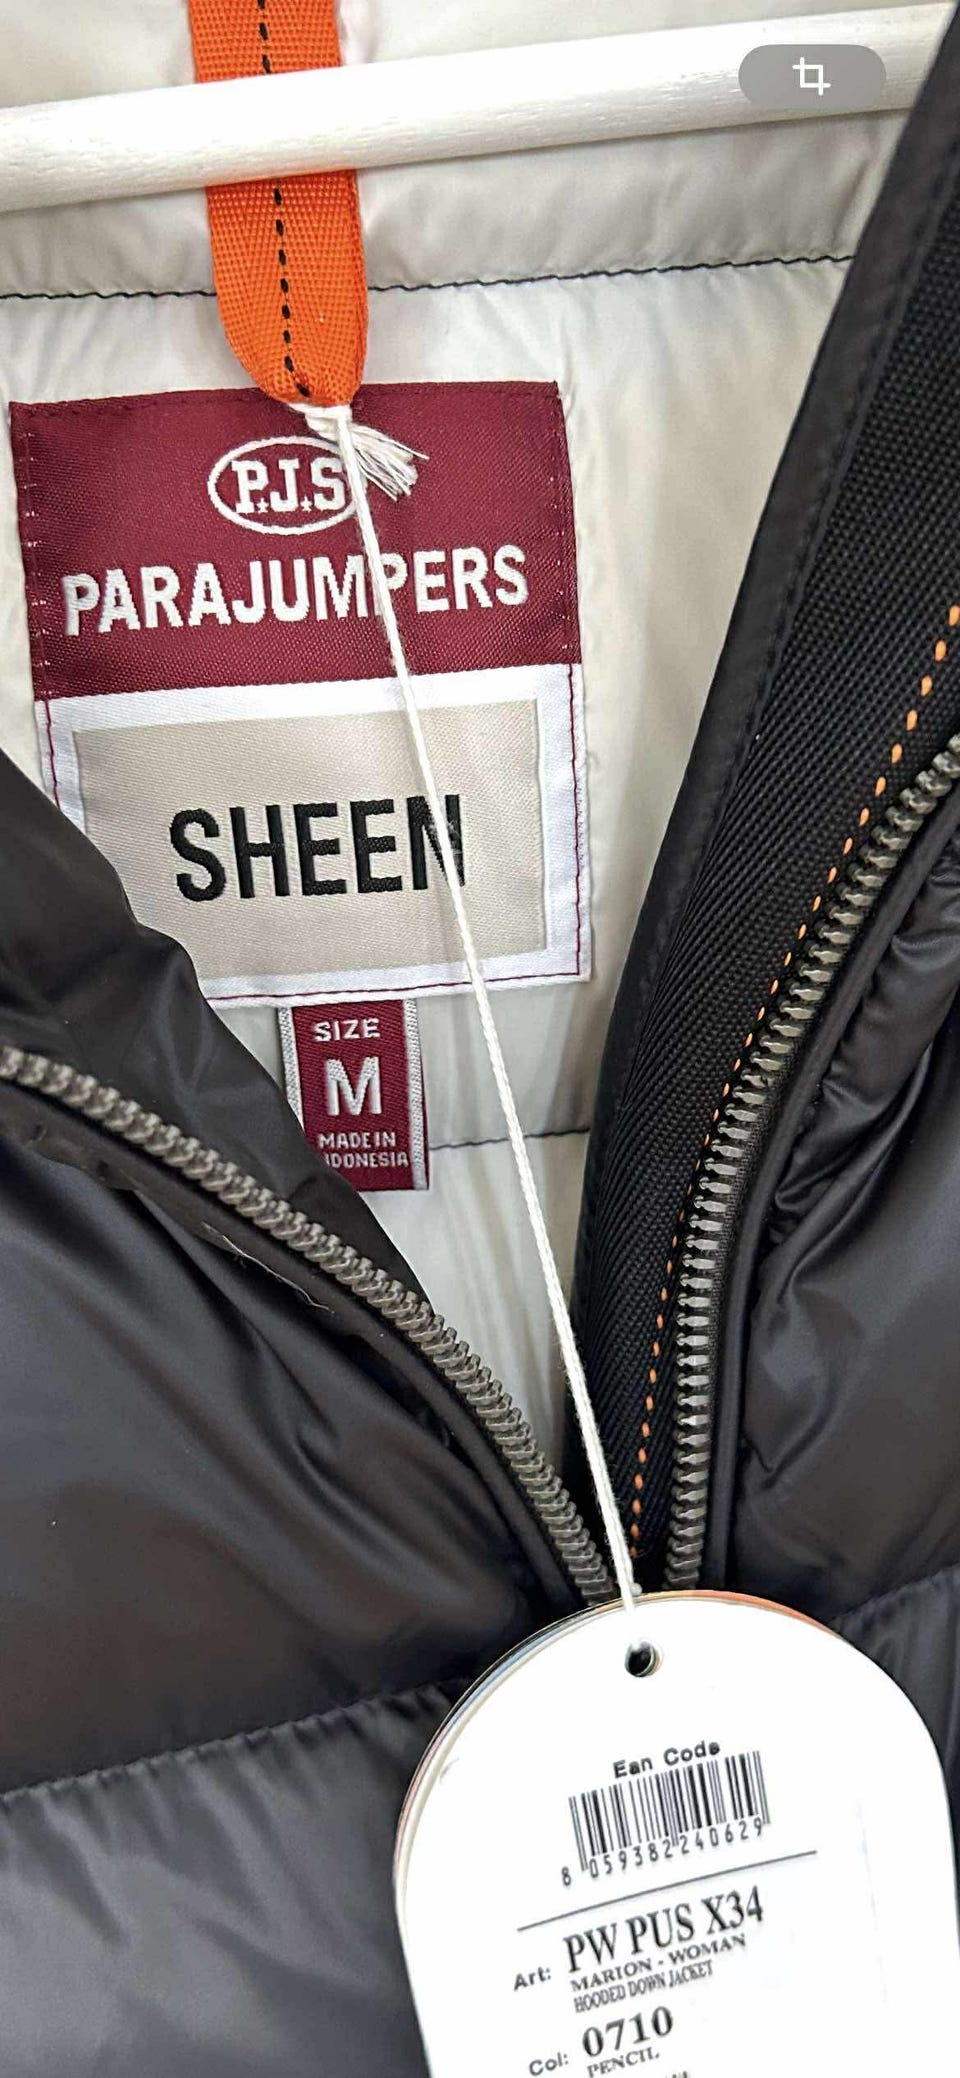 P.J.S
PARAJUMPERS
SHEEN
SIZE
M
MADE IN
Ean Code
8 059382 240629
Art: PW PUS X34
MARION - WOMAN
HOODED DOWN JACKET
Col: 0710
PENCIL